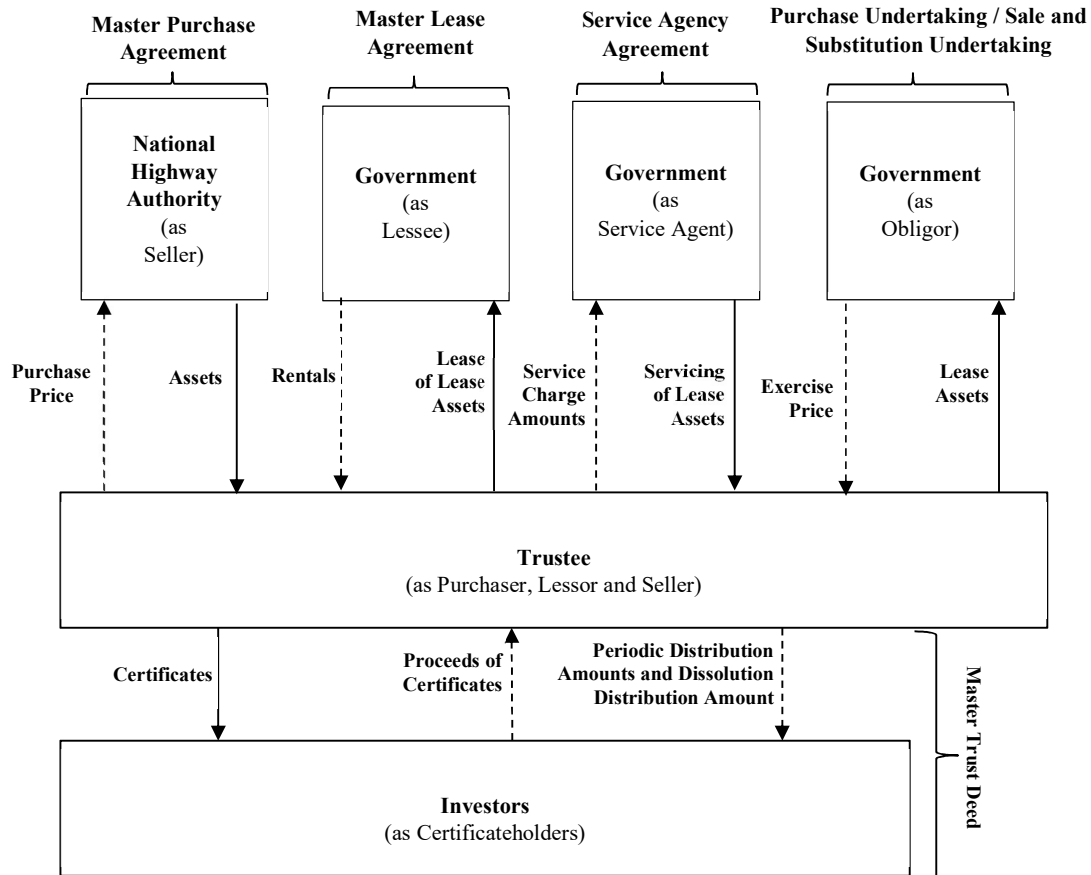 Master Purchase
Agreement
Master Lease
Agreement
Service Agency
Agreement
Purchase Undertaking / Sale and
Substitution Undertaking
National
Highway
Authority
(as
Seller)
Government
(as
Lessee)
Government
(as
Service Agent)
Government
(as
Obligor)
Purchase
Price
Assets
Rentals
Lease
of Lease
Assets
Service
Charge
Amounts
Servicing
of Lease
Assets
Exercise
Price
Lease
Assets
Trustee
(as Purchaser, Lessor and Seller)
Certificates
Proceeds of
Certificates
Periodic Distribution
Amounts and Dissolution
Distribution Amount
Master Trust Deed
Investors
(as Certificateholders)